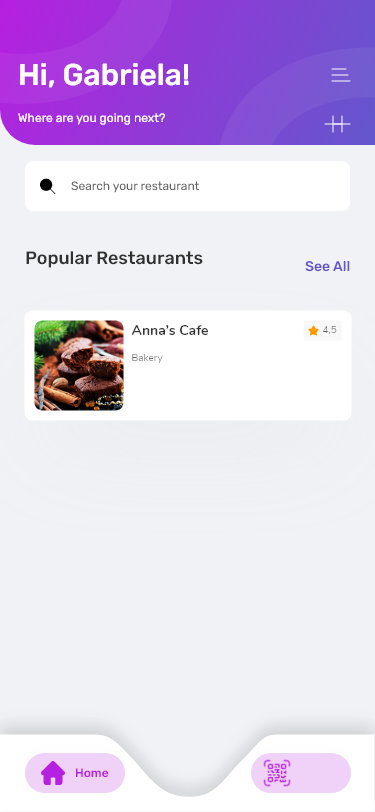 Hi, Gabriela!
Where are you going next?
Search your restaurant
Popular Restaurants
See All
Anna's Cafe
4,5
Bakery
Home